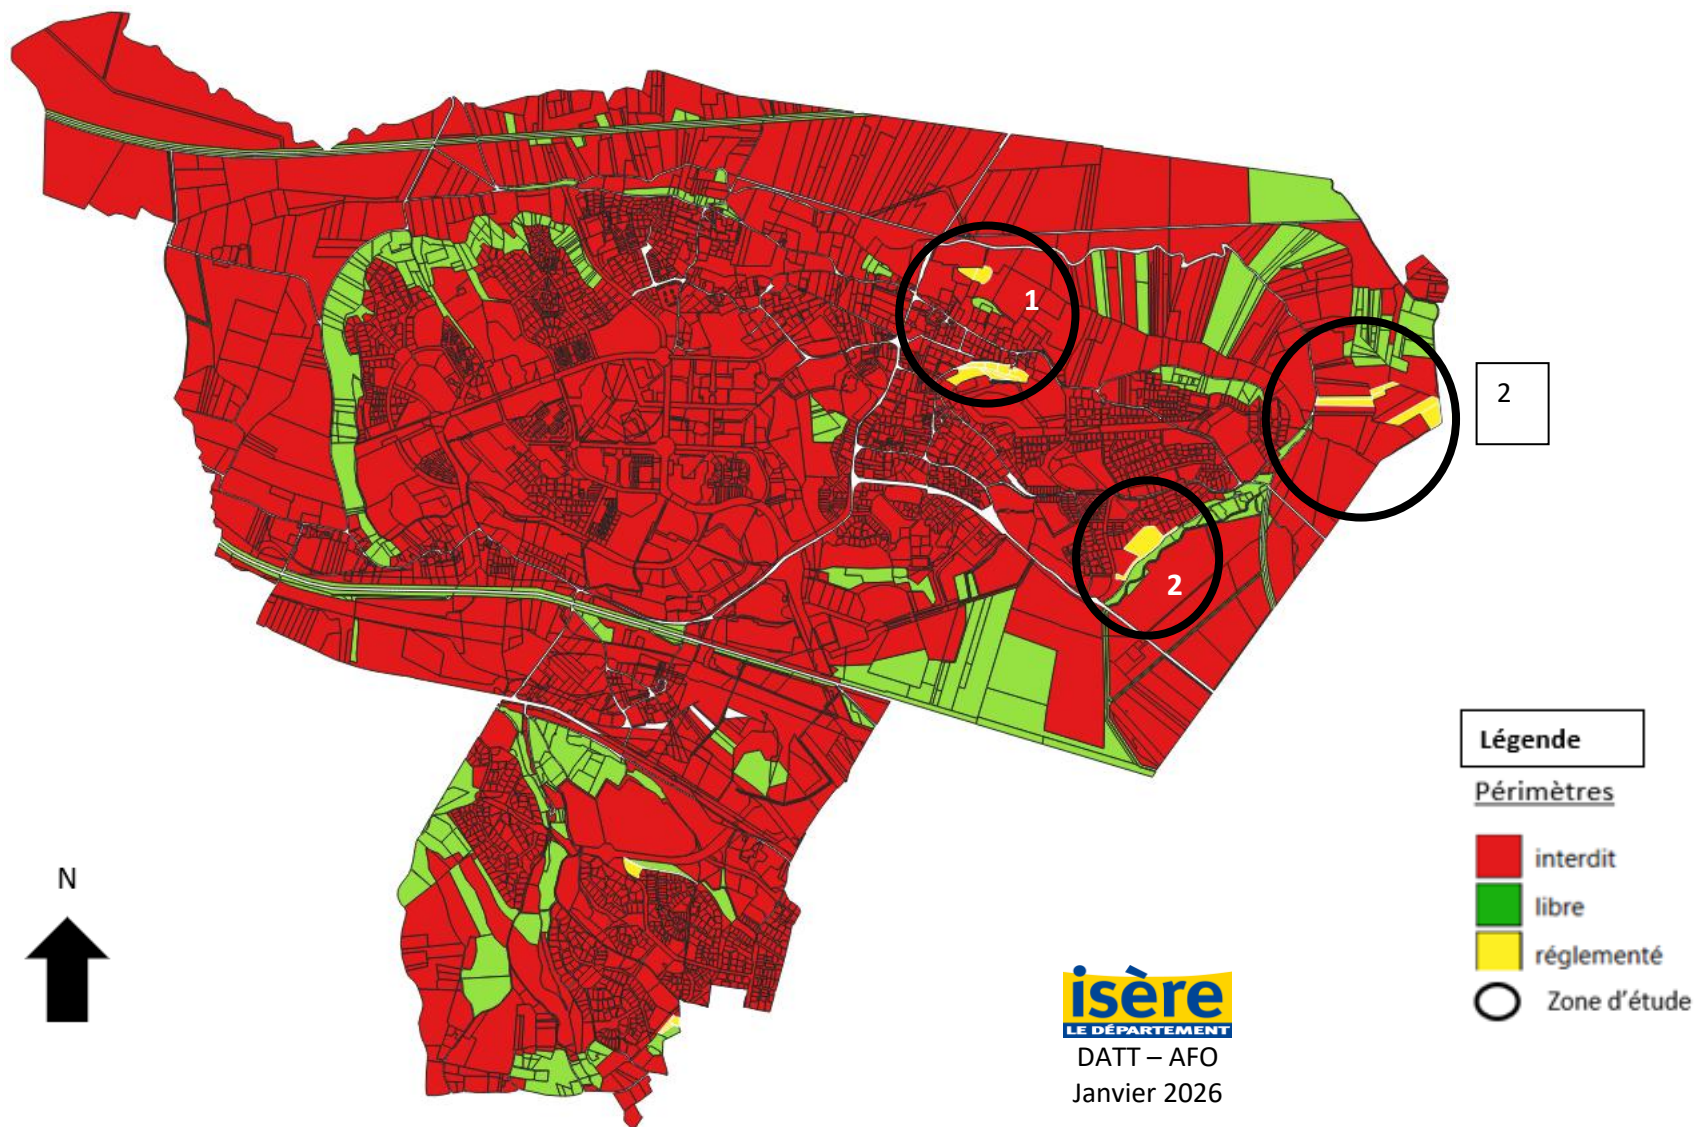 1
2
2
N
Légende
Périmètres
interdit
libre
réglementé
Zone d’étude
isère
LE DÉPARTEMENT
DATT – AFO
Janvier 2026